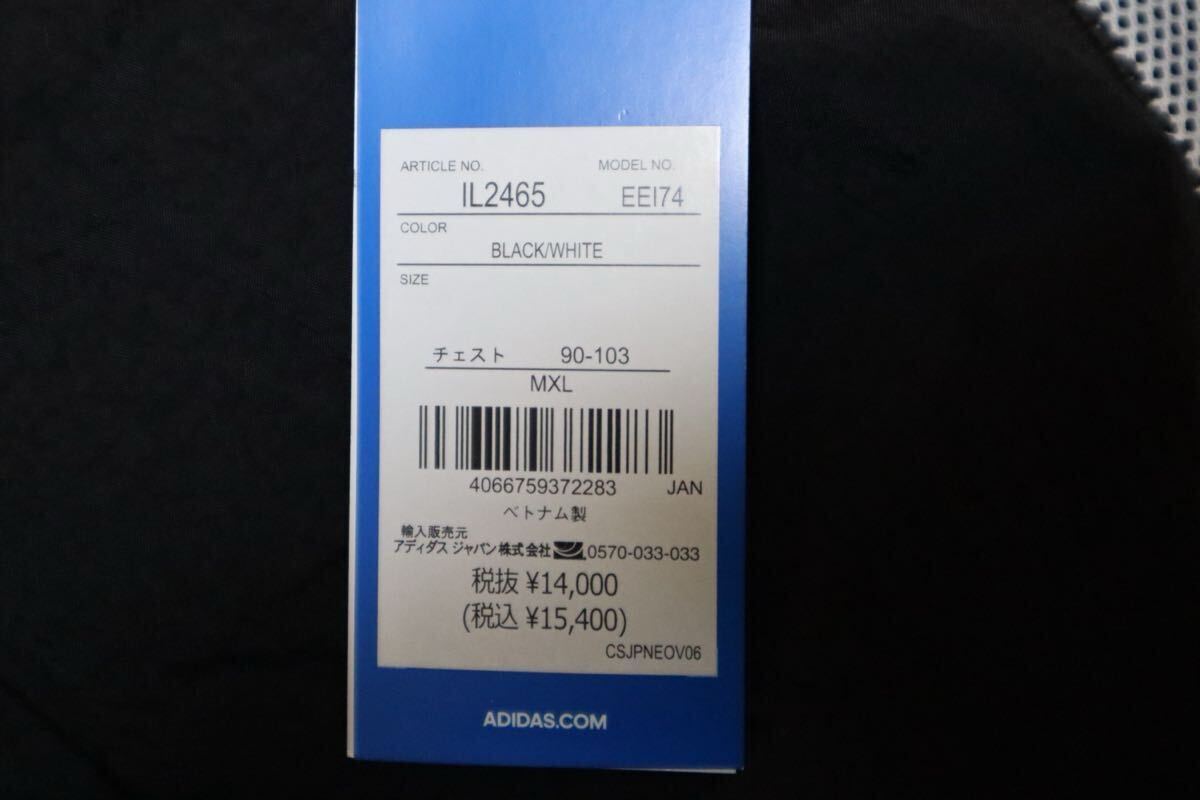 ARTICLE NO. MODEL NO.
IL2465 EEI74
COLOR
BLACK/WHITE
SIZE
チェスト 90-103
MXL
4066759372283 JAN
ベトナム製
輸入販売元
アディダス ジャパン株式会社 0570-033-033
税抜 ¥14,000
(税込 ¥15,400)
CSJPNEOV06
ADIDAS.COM